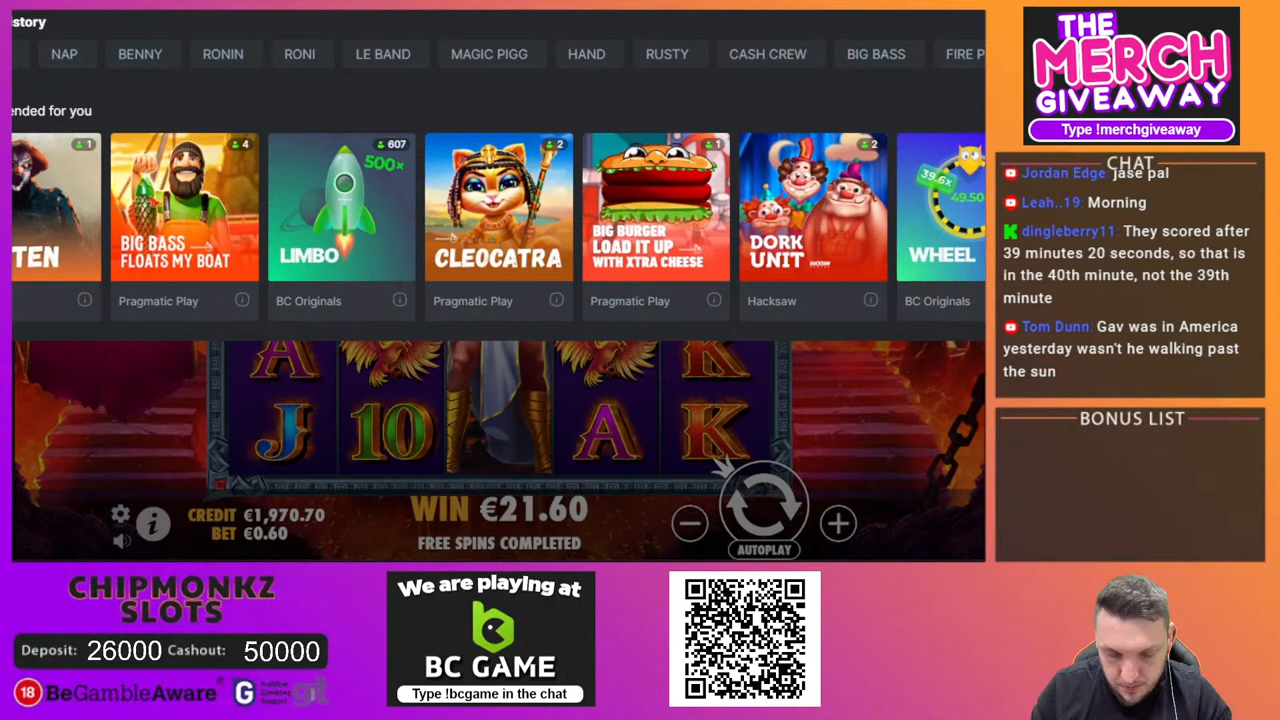 istory
NAP
BENNY
RONIN
RONI
LE BAND
MAGIC PIGG
HAND
RUSTY
CASH CREW
BIG BASS
FIRE P
ended for you
1
4
607
2
1
2
TEN
BIG BASS
FLOATS MY BOAT
500×
LIMBO
CLEOCATRA
BIG BURGER
LOAD IT UP
WITH XTRA CHEESE
DORK
UNIT
HACKSAW
39.6x
49.50
WHEEL
Pragmatic Play
BC Originals
Pragmatic Play
Pragmatic Play
Hacksaw
BC Originals
A
K
J
10
A
K
CREDIT €1,970.70
BET €0.60
WIN €21.60
FREE SPINS COMPLETED
AUTOPLAY
THE
MERCH
GIVEAWAY
Type !merchgiveaway
CHAT
Jordan Edge: jase pal
Leah..19: Morning
dingleberry11: They scored after
39 minutes 20 seconds, so that is
in the 40th minute, not the 39th
minute
Tom Dunn: Gav was in America
yesterday wasn't he walking past
the sun
BONUS LIST
CHIPMONKZ
SLOTS
Deposit: 26000 Cashout: 50000
18 BeGambleAware®
G
git
We are playing at
BC GAME
Type !bcgame in the chat